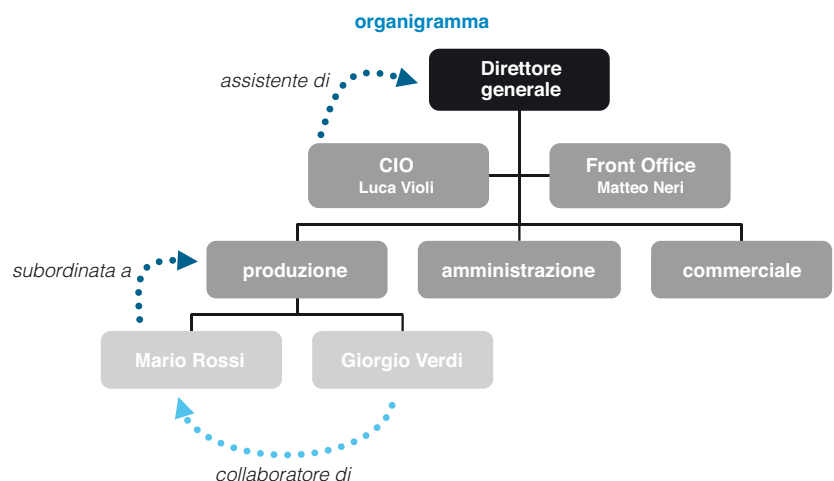 organigramma
Direttore
generale
assistente di
CIO
Luca Violi
Front Office
Matteo Neri
subordinata a
produzione
amministrazione
commerciale
Mario Rossi
Giorgio Verdi
collaboratore di